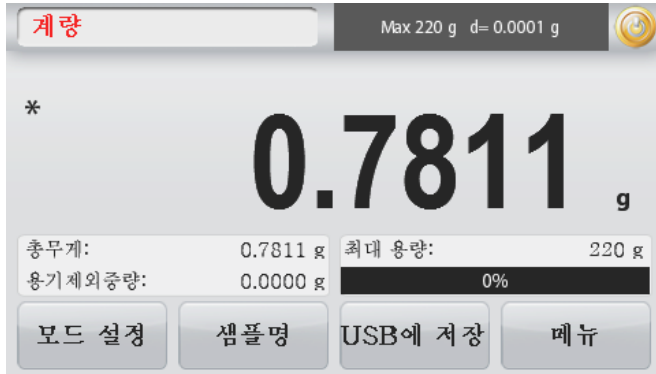 계량 Max 220 g d= 0.0001 g
*
0.7811 g
총무게: 0.7811 g 최대 용량: 220 g
용기제외중량: 0.0000 g 0%
모드 설정 샘플명 USB에 저장 메뉴